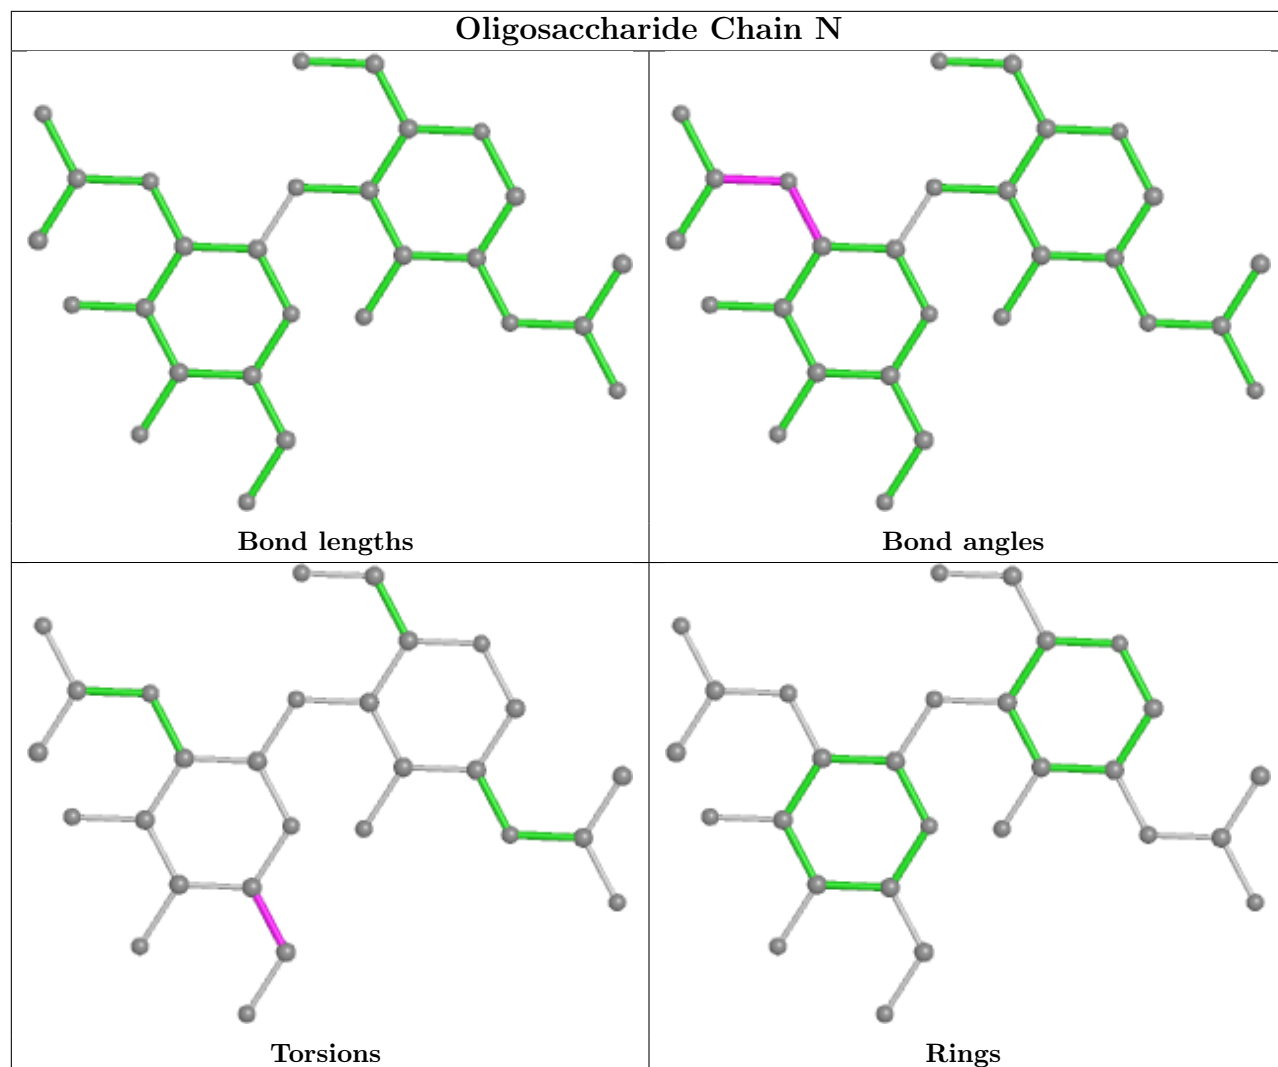 Oligosaccharide Chain N
Bond lengths
Bond angles
Torsions
Rings